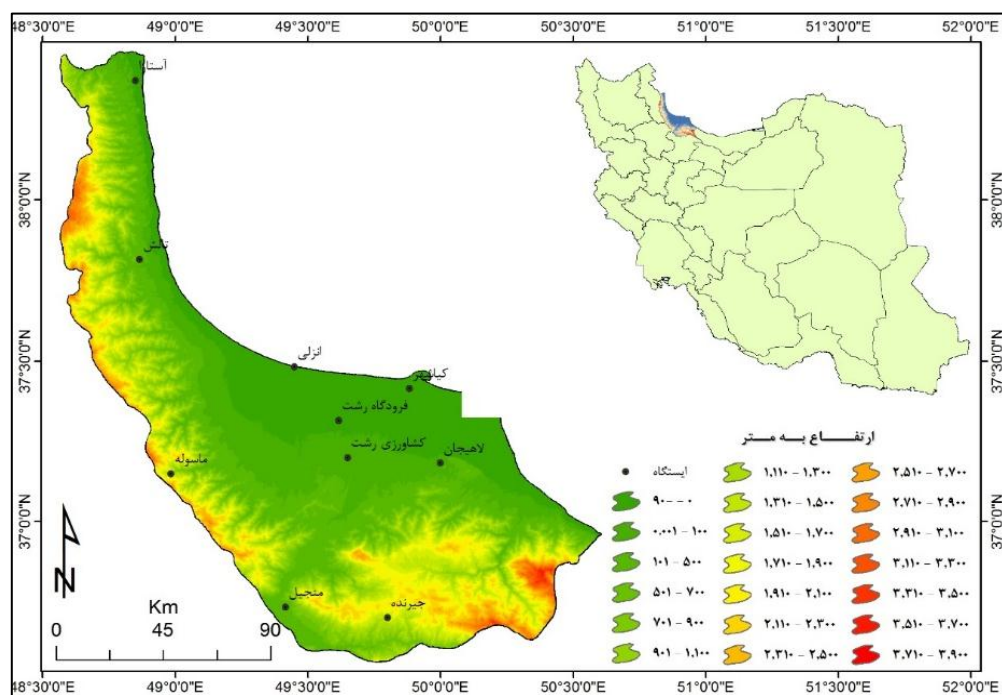 48°30'0"E
49°0'0"E
49°30'0"E
50°0'0"E
50°30'0"E
51°0'0"E
51°30'0"E
52°0'0"E
38°0'0"N
37°30'0"N
37°0'0"N
آستارا
تالش
انزلی
کیاشهر
فرودگاه رشت
کشاورزی رشت
لاهیجان
ماسوله
منجیل
جیرنده
N
Km
0 45 90
38°0'0"N
37°30'0"N
37°0'0"N
ارتفاع به متر
ایستگاه
۹۰ - -۰
۰.۰۰۱ - ۱۰۰
۱۰۱ - ۵۰۰
۵۰۱ - ۷۰۰
۷۰۱ - ۹۰۰
۹۰۱ - ۱,۱۰۰
۱,۱۱۰ - ۱,۳۰۰
۱,۳۱۰ - ۱,۵۰۰
۱,۵۱۰ - ۱,۷۰۰
۱,۷۱۰ - ۱,۹۰۰
۱,۹۱۰ - ۲,۱۰۰
۲,۱۱۰ - ۲,۳۰۰
۲,۳۱۰ - ۲,۵۰۰
۲,۵۱۰ - ۲,۷۰۰
۲,۷۱۰ - ۲,۹۰۰
۲,۹۱۰ - ۳,۱۰۰
۳,۱۱۰ - ۳,۳۰۰
۳,۳۱۰ - ۳,۵۰۰
۳,۵۱۰ - ۳,۷۰۰
۳,۷۱۰ - ۳,۹۰۰
48°30'0"E
49°0'0"E
49°30'0"E
50°0'0"E
50°30'0"E
51°0'0"E
51°30'0"E
52°0'0"E